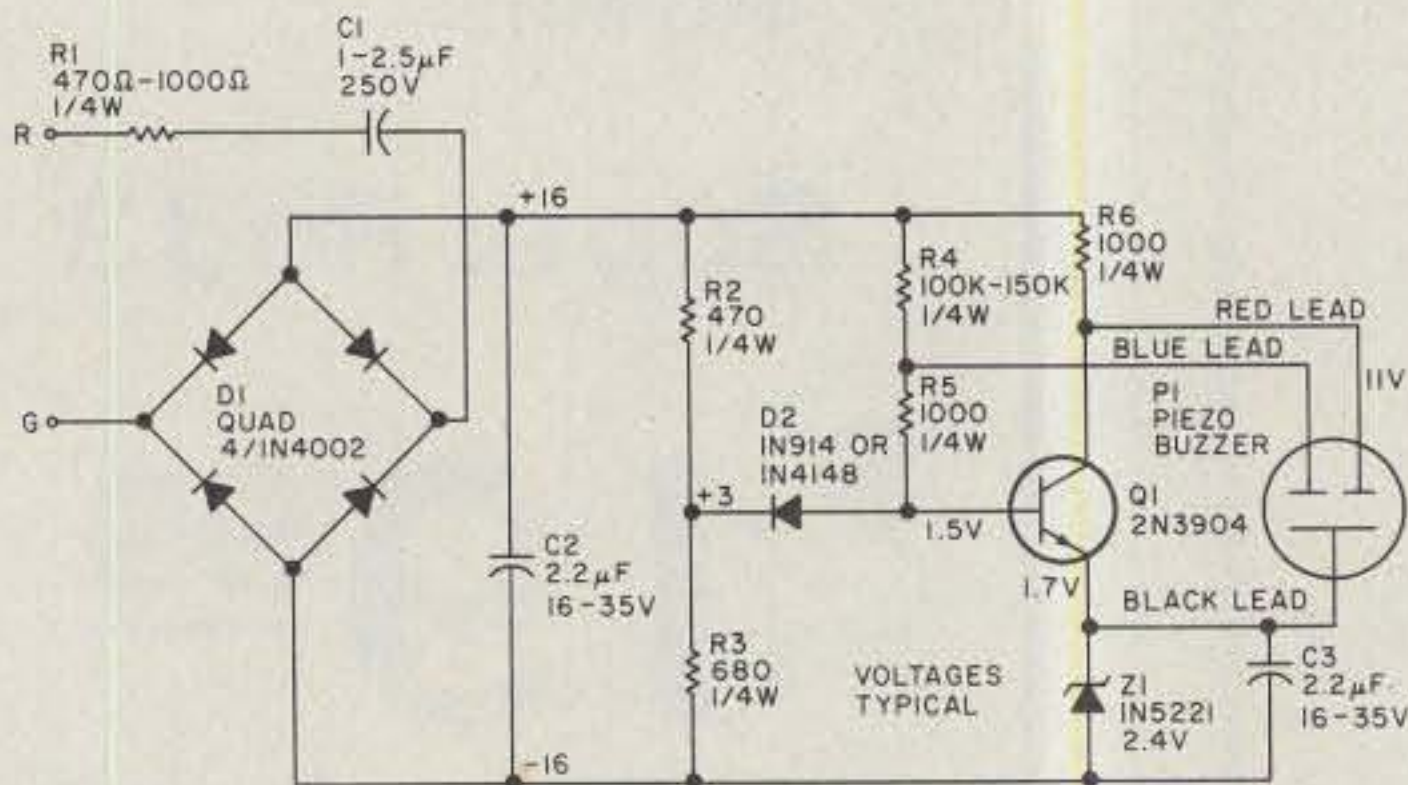 R1
470Ω-1000Ω
1/4W
C1
1-2.5μF
250V
R
+16
R6
1000
1/4W
R4
100K-150K
1/4W
R2
470
1/4W
RED LEAD
BLUE LEAD
11V
D1
QUAD
4/1N4002
G
R5
1000
1/4W
P1
PIEZO
BUZZER
D2
1N914 OR
1N4148
+3
1.5V
Q1
2N3904
C2
2.2μF
16-35V
1.7V
BLACK LEAD
R3
680
1/4W
VOLTAGES
TYPICAL
Z1
1N5221
2.4V
C3
2.2μF
16-35V
-16